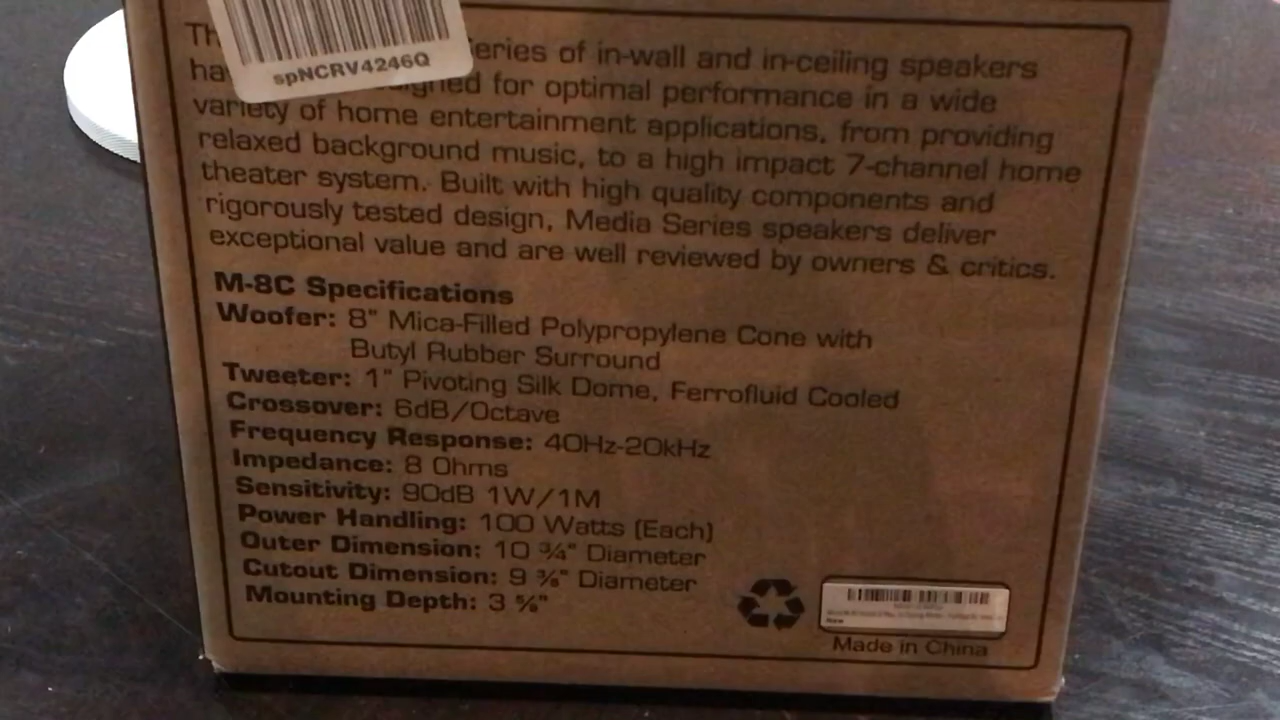 spNCRV4246Q
eries of in-wall and in-ceiling speakers
for optimal performance in a wide
variety of home entertainment applications, from providing
relaxed background music, to a high impact 7-channel home
theater system. Built with high quality components and
rigorously tested design, Media Series speakers deliver
exceptional value and are well reviewed by owners & critics.
M-8C Specifications
Woofer: 8" Mica-Filled Polypropylene Cone with
Butyl Rubber Surround
Tweeter: 1" Pivoting Silk Dome, Ferrofluid Cooled
Crossover: 6dB/Octave
Frequency Response: 40Hz-20kHz
Impedance: 8 Ohms
Sensitivity: 90dB 1W/1M
Power Handling: 100 Watts (Each)
Outer Dimension: 10 ¾" Diameter
Cutout Dimension: 9 ⅜" Diameter
Mounting Depth: 3
Made in China